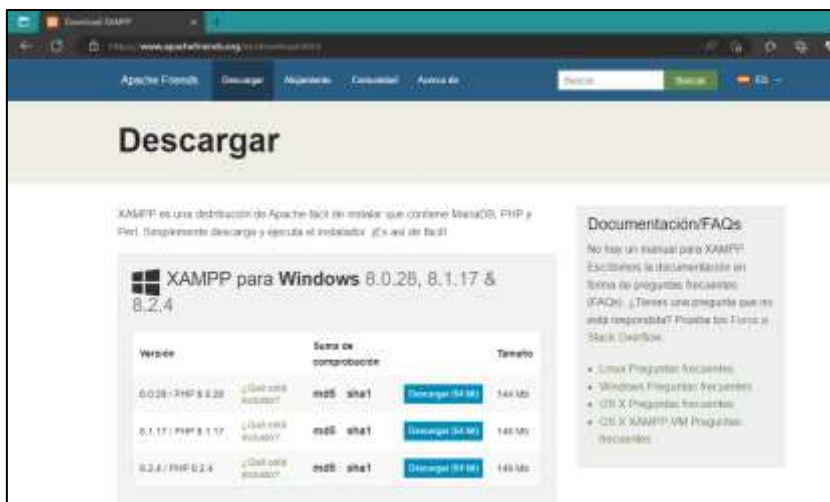 Download XAMPP
https://www.apachefriends.org/download.html
Apache Friends Descargar Alojamiento Comunidad Acerca de Buscar... Buscar ES
Descargar
XAMPP es una distribución de Apache fácil de instalar que contiene MariaDB, PHP y
Perl. Simplemente descarga y ejecuta el instalador. ¡Es así de fácil!
XAMPP para Windows 8.0.28, 8.1.17 &
8.2.4
Versión Suma de comprobación Tamaño
8.0.28 / PHP 8.0.28 ¿Qué está incluido? md5 sha1 Descargar (64 bit) 144 Mb
8.1.17 / PHP 8.1.17 ¿Qué está incluido? md5 sha1 Descargar (64 bit) 148 Mb
8.2.4 / PHP 8.2.4 ¿Qué está incluido? md5 sha1 Descargar (64 bit) 149 Mb
Documentación/FAQs
No hay un manual para XAMPP.
Escribimos la documentación en
forma de preguntas frecuentes
(FAQs). ¿Tienes una pregunta que no
está respondida? Prueba los Foros o
Stack Overflow.
Linux Preguntas frecuentes
Windows Preguntas frecuentes
OS X Preguntas frecuentes
OS X XAMPP-VM Preguntas
frecuentes